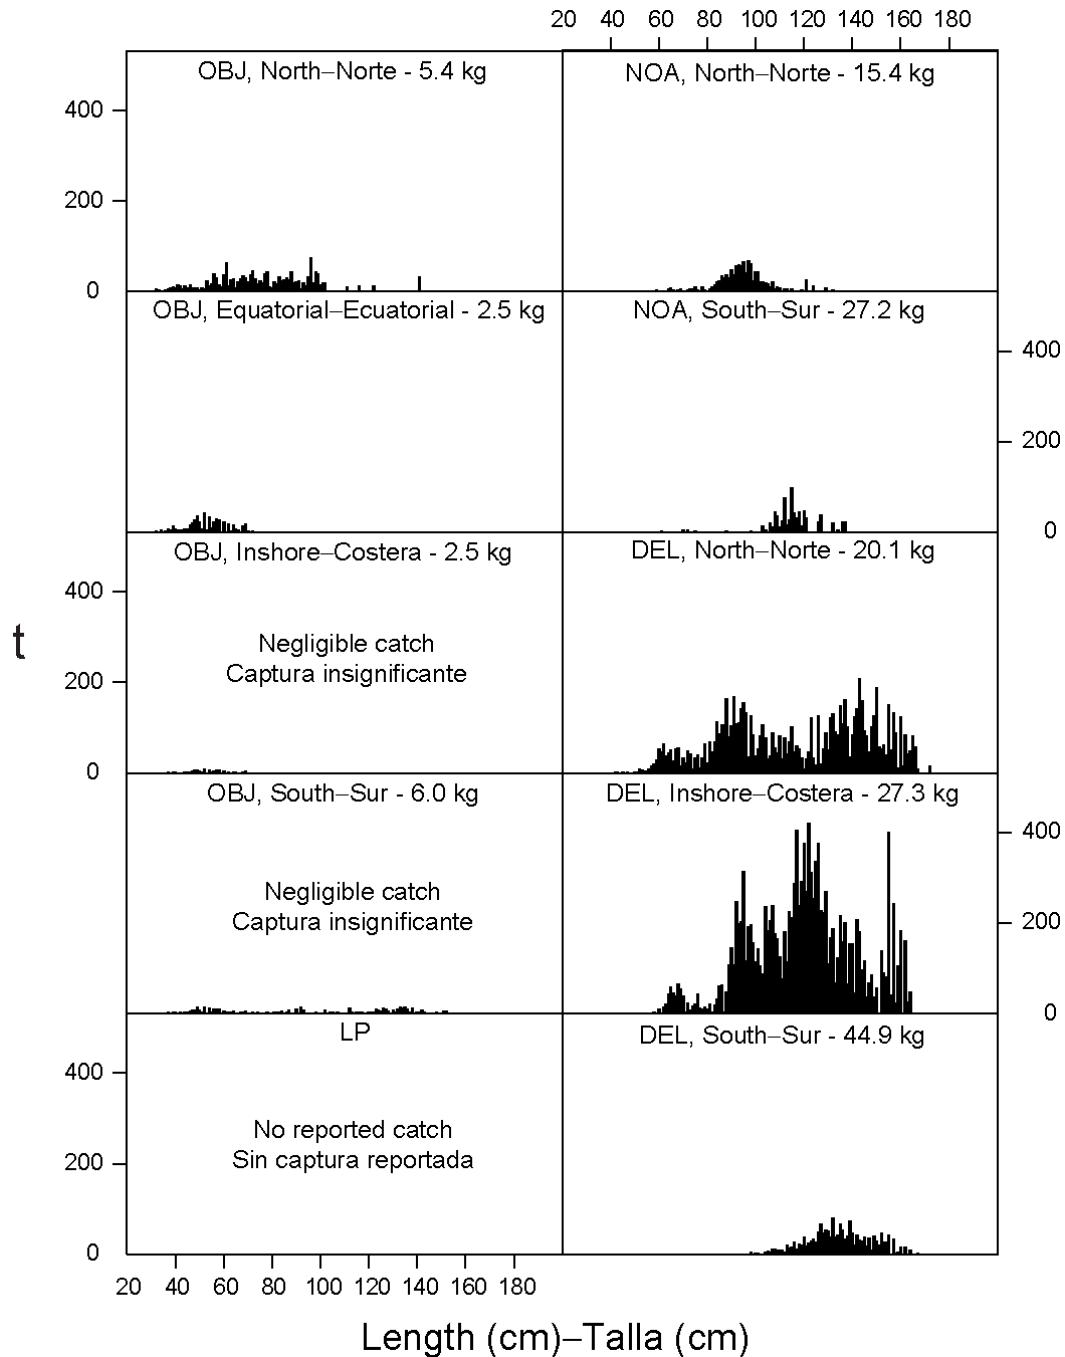 20 40 60 80 100 120 140 160 180
OBJ, North–Norte - 5.4 kg
NOA, North–Norte - 15.4 kg
400
200
0
OBJ, Equatorial–Ecuatorial - 2.5 kg
NOA, South–Sur - 27.2 kg
400
200
0
OBJ, Inshore–Costera - 2.5 kg
DEL, North–Norte - 20.1 kg
400
Negligible catch
Captura insignificante
200
0
t
OBJ, South–Sur - 6.0 kg
DEL, Inshore–Costera - 27.3 kg
400
Negligible catch
Captura insignificante
200
0
LP
DEL, South–Sur - 44.9 kg
400
No reported catch
Sin captura reportada
200
0
20 40 60 80 100 120 140 160 180
Length (cm)–Talla (cm)